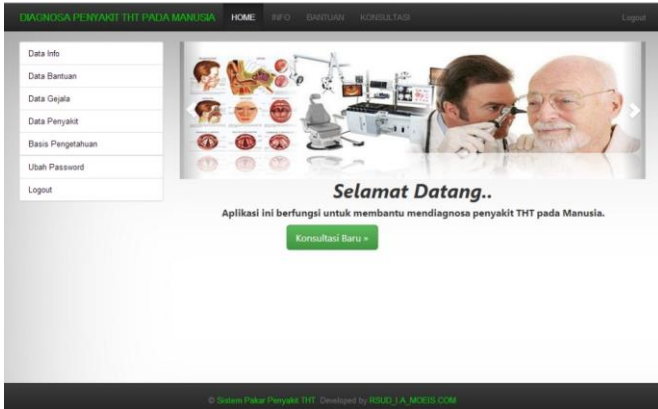 DIAGNOSA PENYAKIT THT PADA MANUSIA HOME INFO BANTUAN KONSULTASI Logout
Data Info
Data Bantuan
Data Gejala
Data Penyakit
Basis Pengetahuan
Ubah Password
Logout
Selamat Datang..
Aplikasi ini berfungsi untuk membantu mendiagnosa penyakit THT pada Manusia.
Konsultasi Baru »
© Sistem Pakar Penyakit THT. Developed by RSUD_I.A_MOEIS.COM